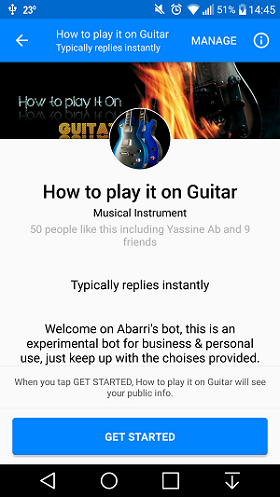 23°
51%
14:45
How to play it on Guitar
Typically replies instantly
MANAGE
How to play It On
GUITAR
How to play it on Guitar
Musical Instrument
50 people like this including Yassine Ab and 9
friends
Typically replies instantly
Welcome on Abarri's bot, this is an
experimental bot for business & personal
use, just keep up with the choises provided.
When you tap GET STARTED, How to play it on Guitar will see
your public info.
GET STARTED